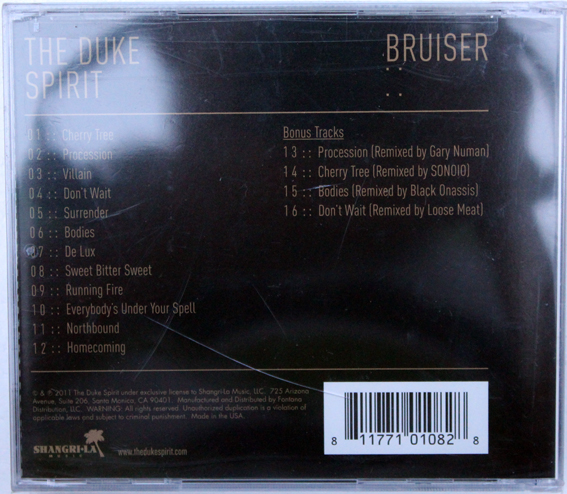 THE DUKE
SPIRIT
BRUISER
: :
: :
01 :: Cherry Tree
02 :: Procession
03 :: Villain
04 :: Don't Wait
05 :: Surrender
06 :: Bodies
07 :: De Lux
08 :: Sweet Bitter Sweet
09 :: Running Fire
10 :: Everybody's Under Your Spell
11 :: Northbound
12 :: Homecoming
Bonus Tracks
13 :: Procession (Remixed by Gary Numan)
14 :: Cherry Tree (Remixed by SONOIO)
15 :: Bodies (Remixed by Black Onassis)
16 :: Don't Wait (Remixed by Loose Meat)
© & ℗ 2011 The Duke Spirit under exclusive license to Shangri-La Music, LLC. 725 Arizona
Avenue, Suite 206, Santa Monica, CA 90401. Manufactured and Distributed by Fontana
Distribution, LLC. WARNING: All rights reserved. Unauthorized duplication is a violation of
applicable laws and subject to criminal punishment. Made in the USA.
SHANGRI-LA
MUSIC
www.thedukespirit.com
8 11771 01082 8